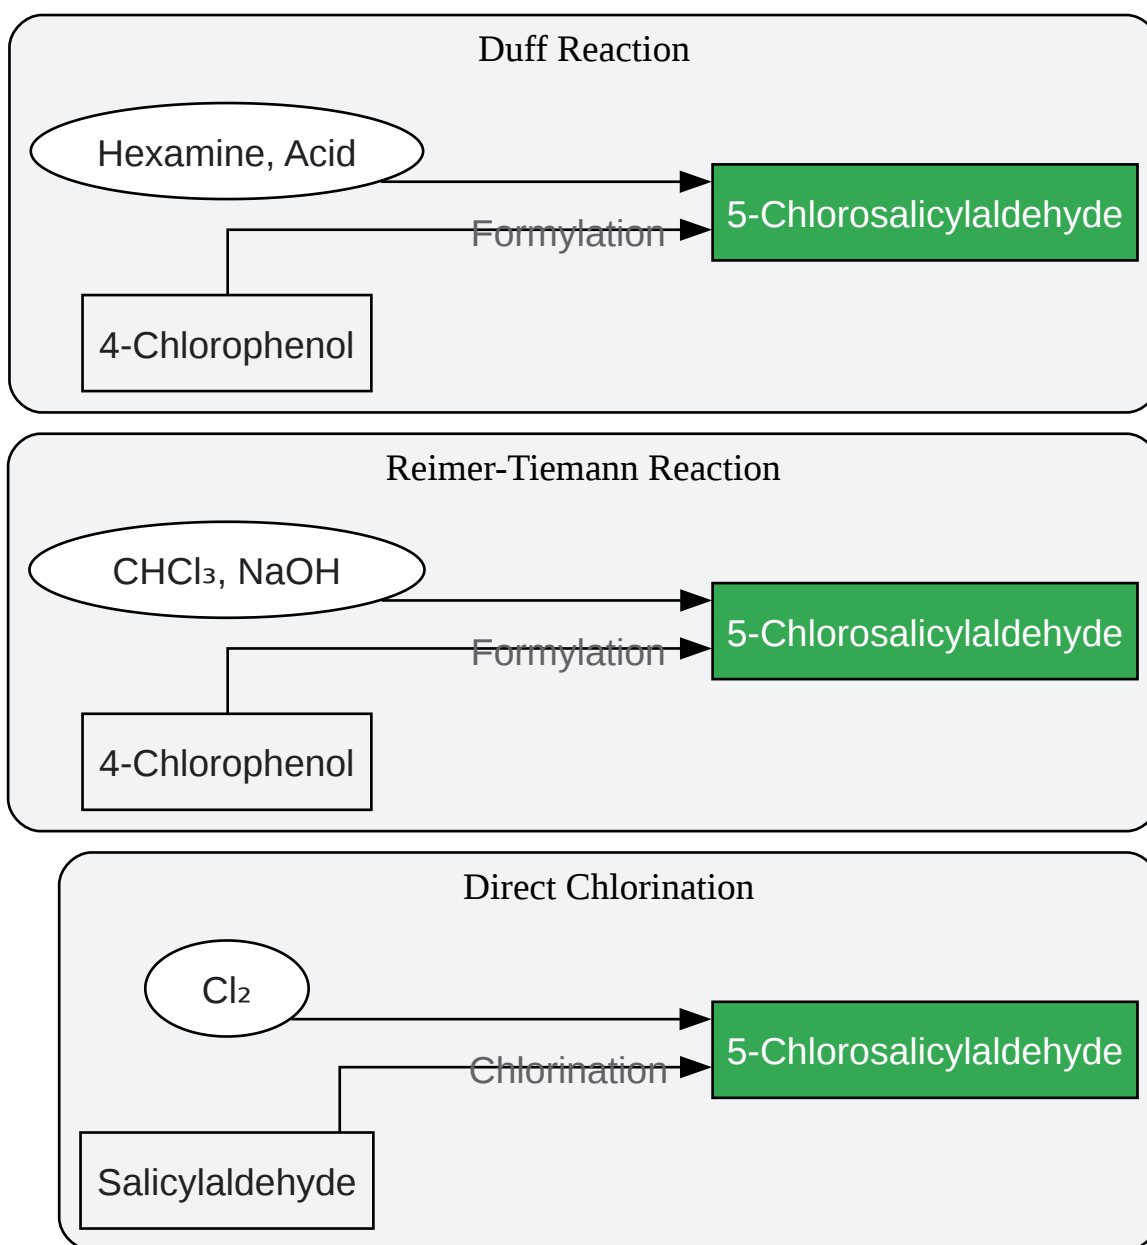 Duff Reaction
Hexamine, Acid
5-Chlorosalicylaldehyde
Formylation
4-Chlorophenol
Reimer-Tiemann Reaction
CHCl₃, NaOH
5-Chlorosalicylaldehyde
Formylation
4-Chlorophenol
Direct Chlorination
Cl₂
5-Chlorosalicylaldehyde
Chlorination
Salicylaldehyde